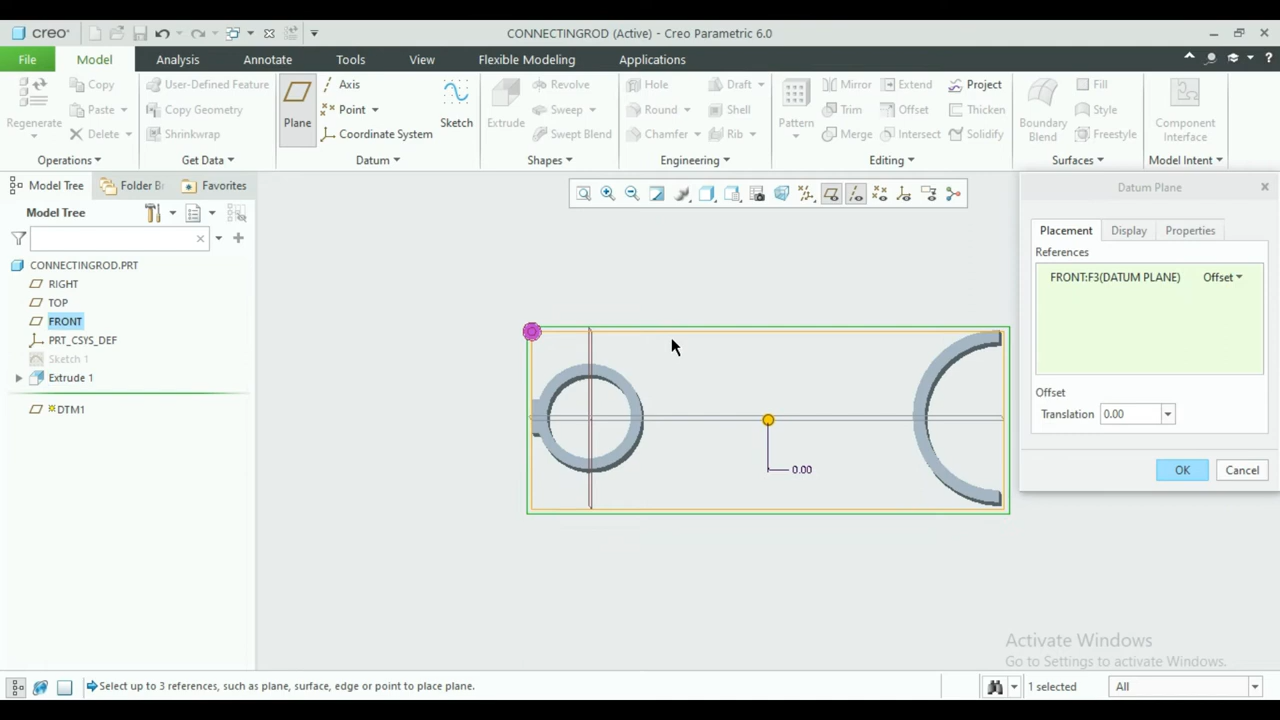 creo CONNECTINGROD (Active) - Creo Parametric 6.0
File Model Analysis Annotate Tools View Flexible Modeling Applications
Copy User-Defined Feature Axis Revolve Hole Draft Mirror Extend Project Fill
Regenerate Paste Copy Geometry Plane Point Sketch Extrude Sweep Round Shell Pattern Trim Offset Thicken Boundary Blend Style Component Interface
Delete Shrinkwrap Coordinate System Swept Blend Chamfer Rib Merge Intersect Solidify Freestyle
Operations Get Data Datum Shapes Engineering Editing Surfaces Model Intent
Model Tree Folder Br Favorites
Model Tree
CONNECTINGROD.PRT
RIGHT
TOP
FRONT
PRT_CSYS_DEF
Sketch 1
Extrude 1
DTM1
0.00
Datum Plane
Placement Display Properties
References
FRONT:F3(DATUM PLANE) Offset
Offset
Translation 0.00
OK Cancel
Activate Windows
Go to Settings to activate Windows.
Select up to 3 references, such as plane, surface, edge or point to place plane. 1 selected All